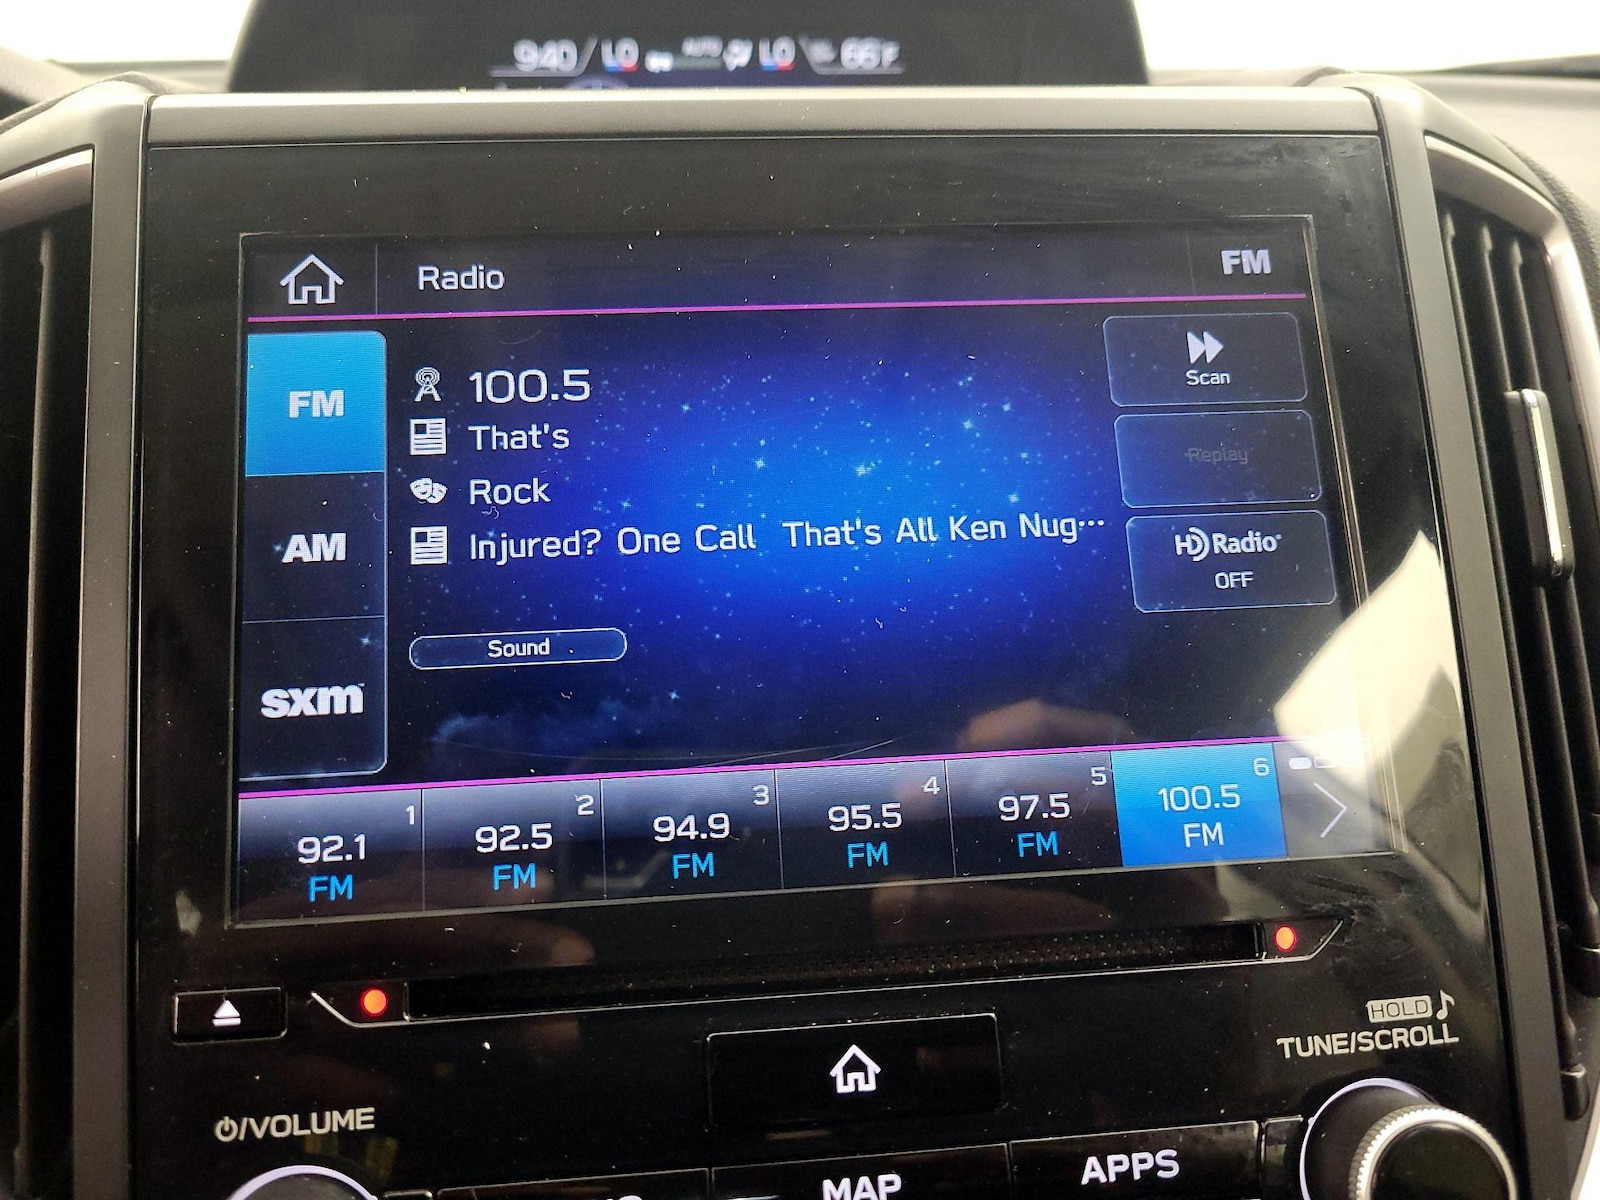 940 LO AUTO LO 66°F
Radio
FM
FM
100.5
Scan
That's
Replay
Rock
AM
Injured? One Call That's All Ken Nug…
HD Radio
OFF
Sound
sxm
1
92.1
FM
2
92.5
FM
3
94.9
FM
4
95.5
FM
5
97.5
FM
6
100.5
FM
HOLD
TUNE/SCROLL
/VOLUME
MAP
APPS